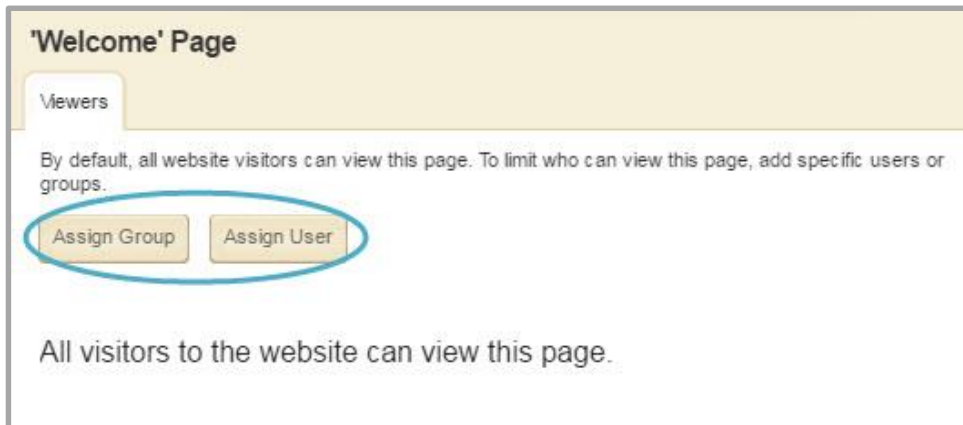 'Welcome' Page
Viewers
By default, all website visitors can view this page. To limit who can view this page, add specific users or
groups.
Assign Group Assign User
All visitors to the website can view this page.